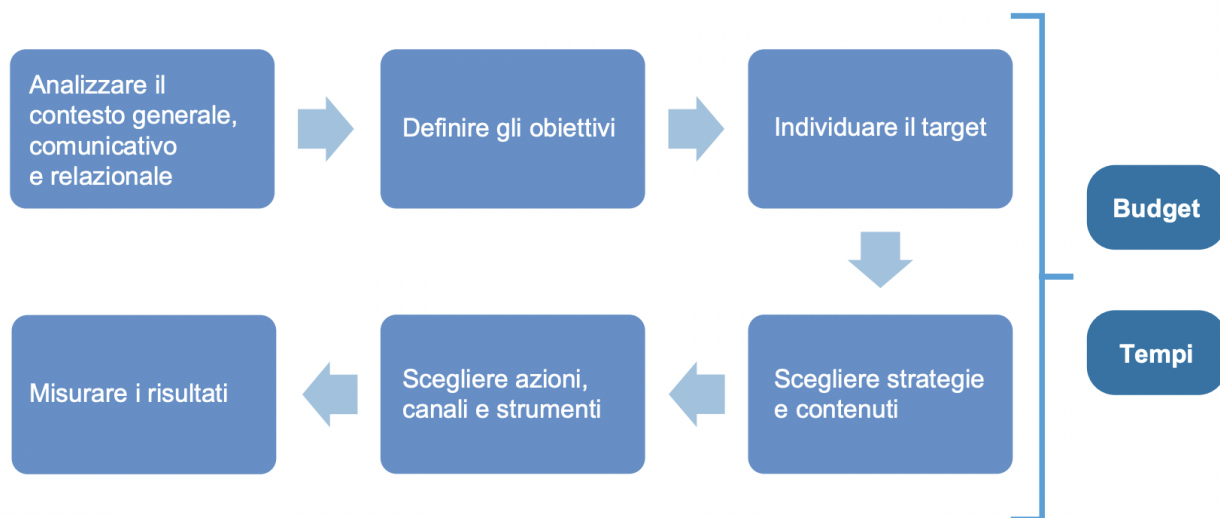 Analizzare il
contesto generale,
comunicativo
e relazionale
Definire gli obiettivi
Individuare il target
Scegliere strategie
e contenuti
Scegliere azioni,
canali e strumenti
Misurare i risultati
Budget
Tempi